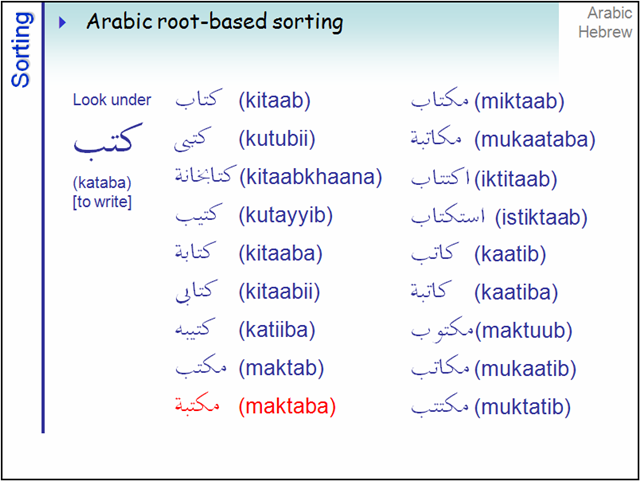 Sorting
Arabic root-based sorting
Arabic
Hebrew
Look under
كتب
(kataba)
[to write]
كتاب (kitaab)
كتبى (kutubii)
كتابخانة (kitaabkhaana)
كتيب (kutayyib)
كتابة (kitaaba)
كتابى (kitaabii)
كتيبه (katiiba)
مكتب (maktab)
مكتبة (maktaba)
مكتاب (miktaab)
مكاتبة (mukaataba)
اكتتاب (iktitaab)
استكتاب (istiktaab)
كاتب (kaatib)
كاتبة (kaatiba)
مكتوب (maktuub)
مكاتب (mukaatib)
مكتتب (muktatib)